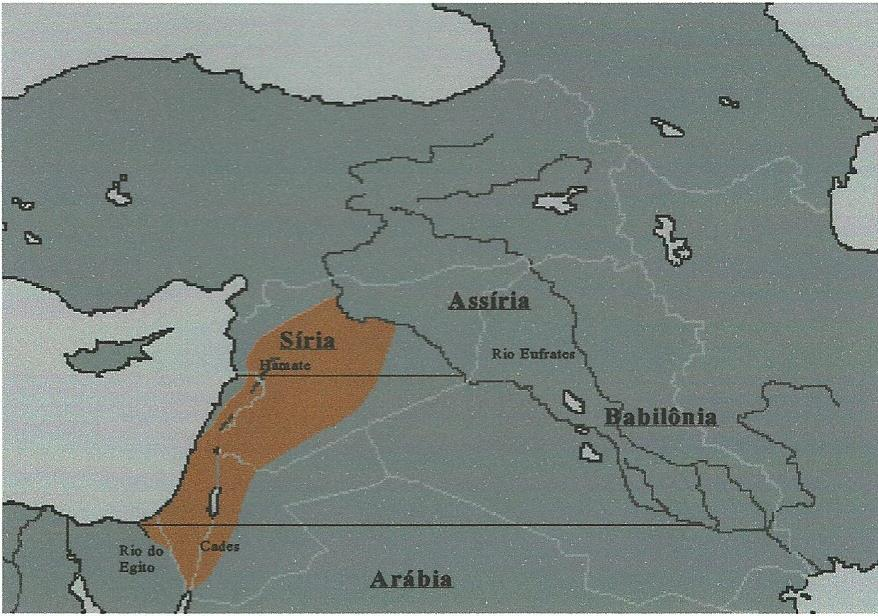 Assíria
Síria
Rio Eufrates
Hamate
Babilônia
Rio do
Egito
Cades
Arábia